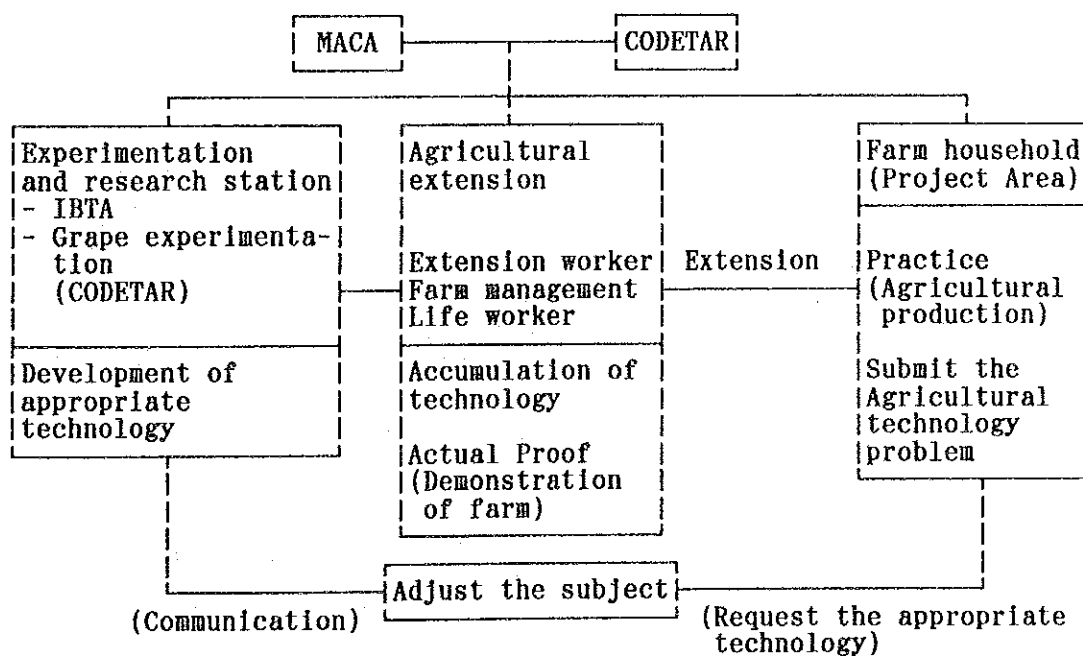 MACA
CODETAR
Experimentation
and research station
- IBTA
- Grape experimenta-
tion
(CODETAR)
Development of
appropriate
technology
Agricultural
extension
Extension worker
Farm management
Life worker
Accumulation of
technology
Actual Proof
(Demonstration
of farm)
Extension
Farm household
(Project Area)
Practice
(Agricultural
production)
Submit the
Agricultural
technology
problem
Adjust the subject
(Communication)
(Request the appropriate
technology)